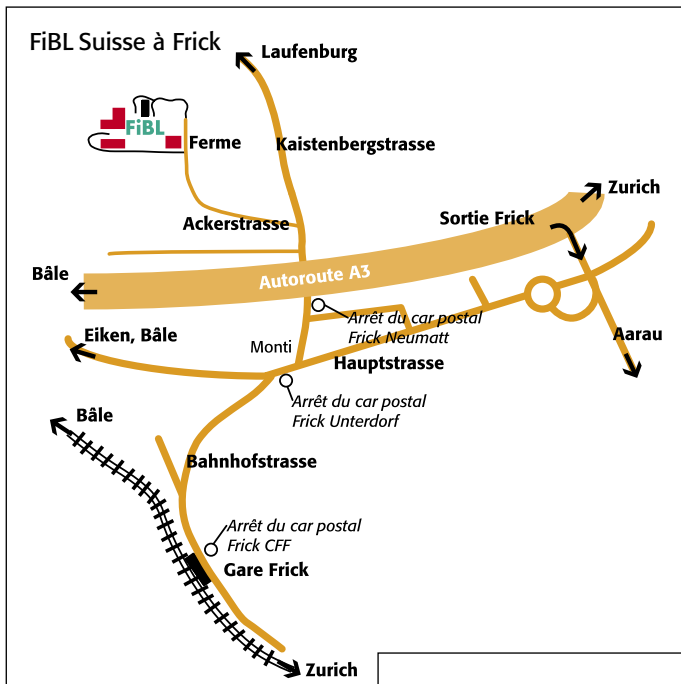 FiBL Suisse à Frick
Laufenburg
FiBL
Ferme
Kaistenbergstrasse
Zurich
Ackerstrasse
Sortie Frick
Bâle
Autoroute A3
Arrêt du car postal
Frick Neumatt
Eiken, Bâle
Aarau
Monti
Hauptstrasse
Arrêt du car postal
Frick Unterdorf
Bâle
Bahnhofstrasse
Arrêt du car postal
Frick CFF
Gare Frick
Zurich